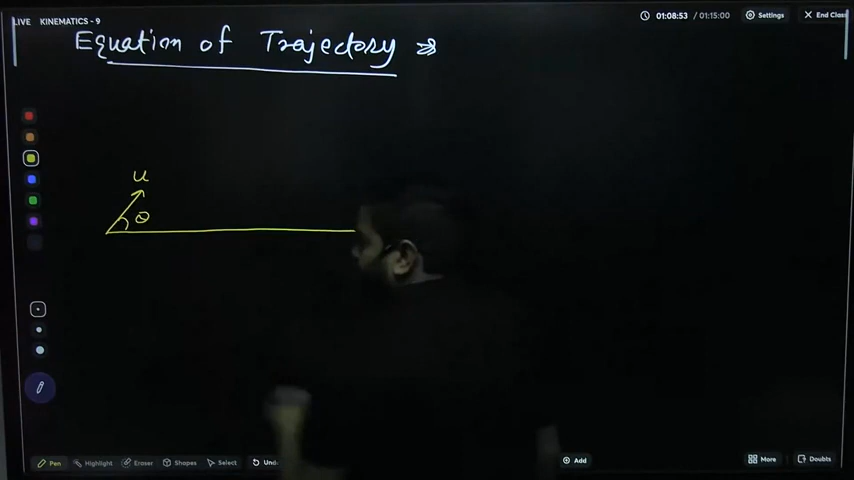 LIVE KINEMATICS - 9
01:08:53 / 01:15:00
Settings
End Class
Equation of Trajectory ⇒
u
θ
Pen
Highlight
Eraser
Shapes
Select
Add
More
Doubts